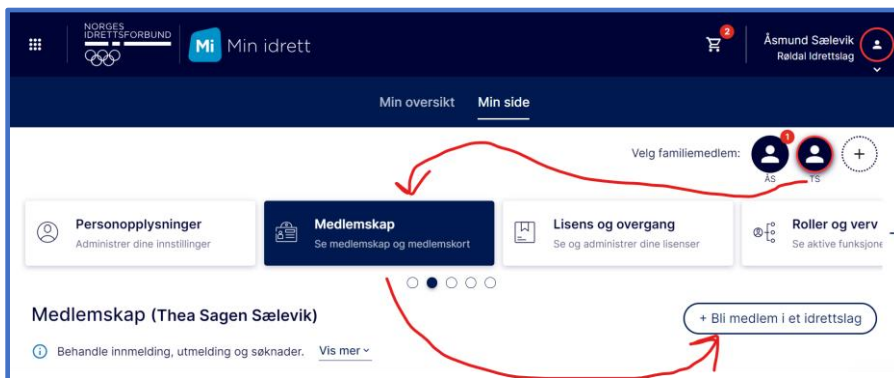 NORGES
IDRETTSFORBUND
Mi Min idrett
2
Åsmund Sælevik
Røldal Idrettslag
Min oversikt Min side
Velg familiemedlem:
1
ÅS TS
Personopplysninger
Administrer dine innstillinger
Medlemskap
Se medlemskap og medlemskort
Lisens og overgang
Se og administrer dine lisenser
Roller og verv
Se aktive funksjone
Medlemskap (Thea Sagen Sælevik)
+ Bli medlem i et idrettslag
Behandle innmelding, utmelding og søknader. Vis mer